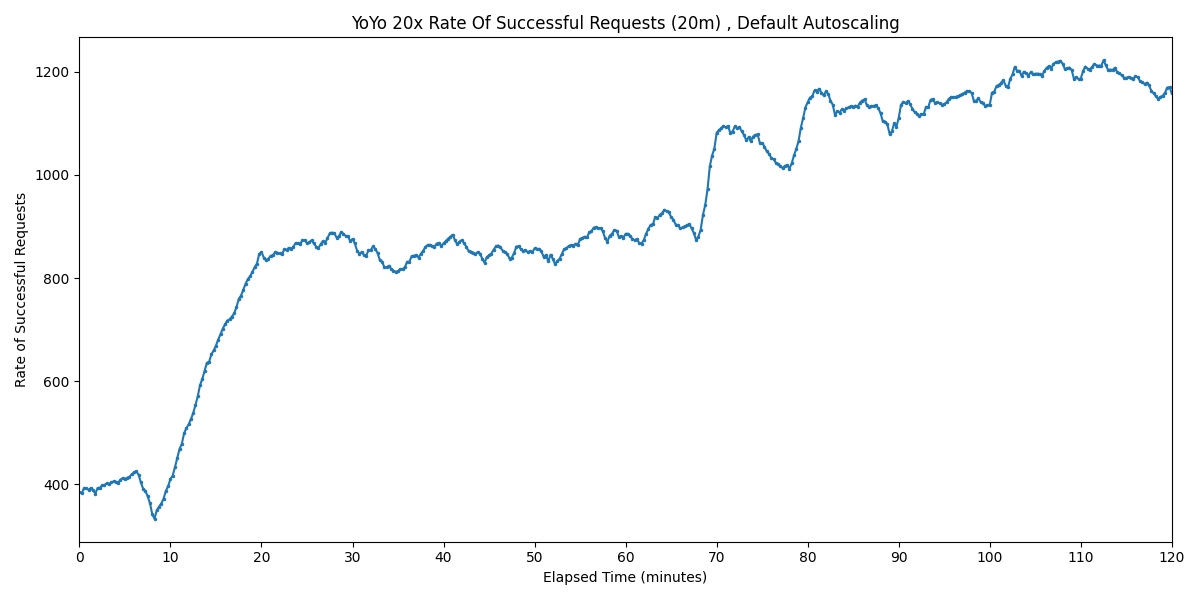 YoYo 20x Rate Of Successful Requests (20m) , Default Autoscaling
Rate of Successful Requests
1200
1000
800
600
400
0 10 20 30 40 50 60 70 80 90 100 110 120
Elapsed Time (minutes)